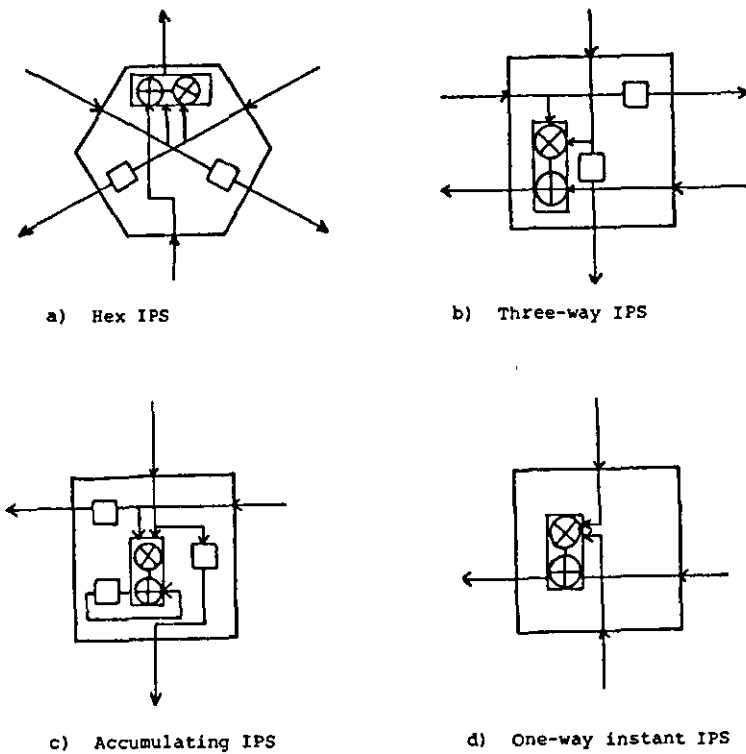 a) Hex IPS
b) Three-way IPS
c) Accumulating IPS
d) One-way instant IPS